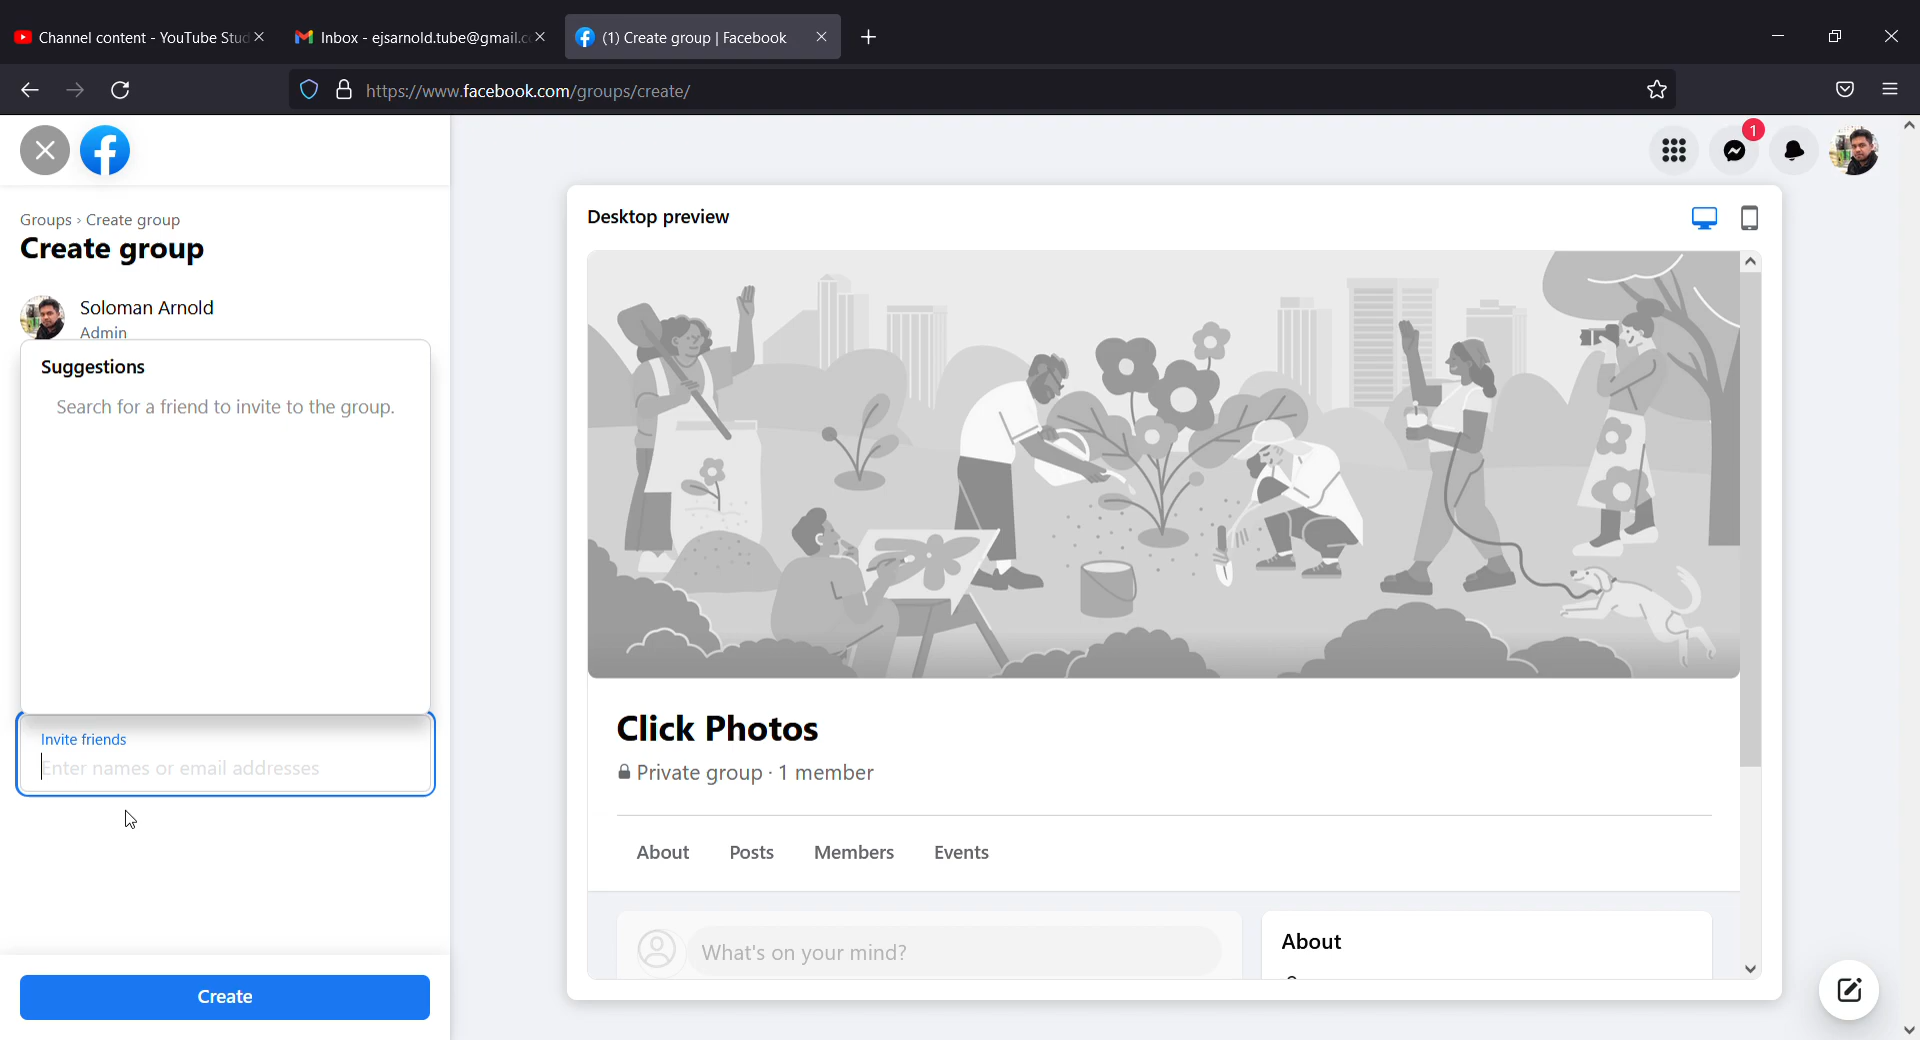 Channel content - YouTube Stud
Inbox - ejsarnold.tube@gmail.c
(1) Create group | Facebook
https://www.facebook.com/groups/create/
1
Groups › Create group
Create group
Soloman Arnold
Admin
Suggestions
Search for a friend to invite to the group.
Invite friends
Enter names or email addresses
Create
Desktop preview
Click Photos
Private group · 1 member
About Posts Members Events
What's on your mind?
About